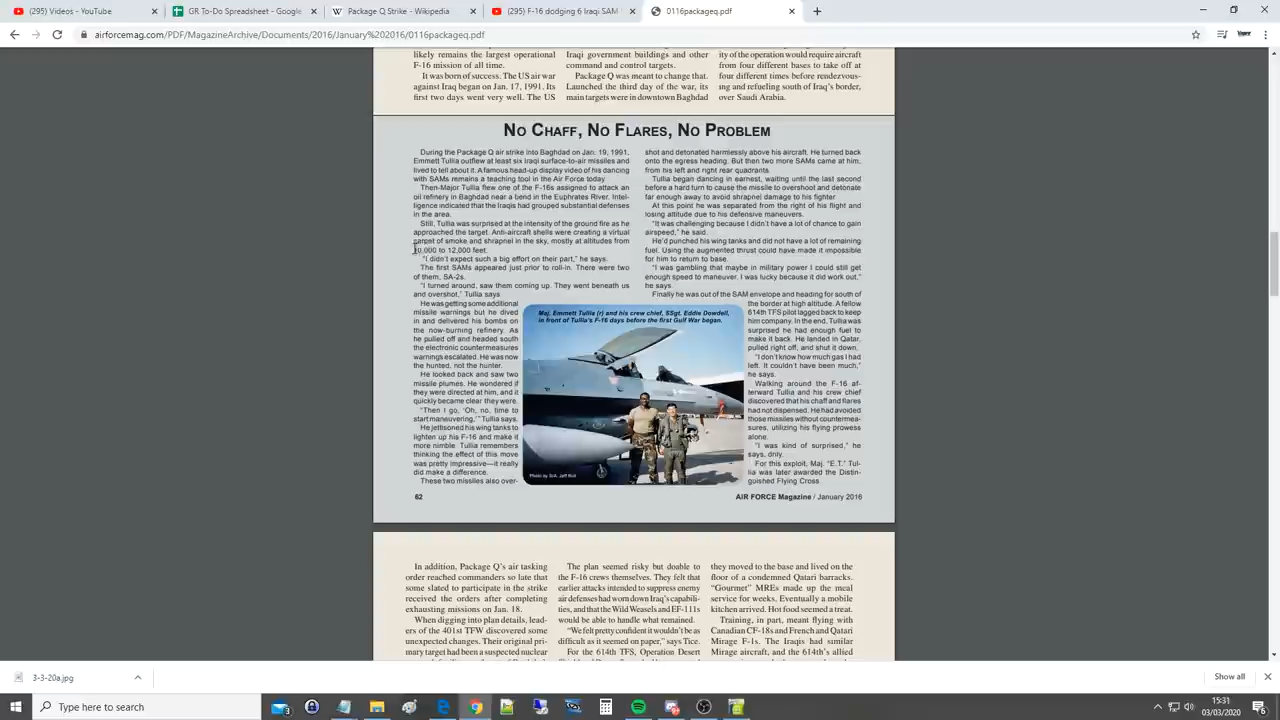 (295) Videos - YouTube
GR To-Do Spreadsheet - Google
Package Q Strike - Wikipedia
(295) F-16 dodging 6 Iraqi SAM
0116packageq.pdf
airforcemag.com/PDF/MagazineArchive/Documents/2016/January%202016/0116packageq.pdf
likely remains the largest operational
F-16 mission of all time.
It was born of success. The US air war
against Iraq began on Jan. 17, 1991. Its
first two days went very well. The US
Iraqi government buildings and other
command and control targets.
Package Q was meant to change that.
Launched the third day of the war, its
main targets were in downtown Baghdad
ity of the operation would require aircraft
from four different bases to take off at
four different times before rendezvous-
ing and refueling south of Iraq's border,
over Saudi Arabia.
No Chaff, No Flares, No Problem
During the Package Q air strike into Baghdad on Jan. 19, 1991,
Emmett Tullia outflew at least six Iraqi surface-to-air missiles and
lived to tell about it. A famous head-up display video of his dancing
with SAMs remains a teaching tool in the Air Force today.
Then-Major Tullia flew one of the F-16s assigned to attack an
oil refinery in Baghdad near a bend in the Euphrates River. Intel-
ligence indicated that the Iraqis had grouped substantial defenses
in the area.
Still, Tullia was surprised at the intensity of the ground fire as he
approached the target. Anti-aircraft shells were creating a virtual
carpet of smoke and shrapnel in the sky, mostly at altitudes from
10,000 to 12,000 feet.
"I didn't expect such a big effort on their part," he says.
The first SAMs appeared just prior to roll-in. There were two
of them, SA-2s.
"I turned around, saw them coming up. They went beneath us
and overshot," Tullia says.
He was getting some additional
missile warnings but he dived
in and delivered his bombs on
the now-burning refinery. As
he pulled off and headed south
the electronic countermeasures
warnings escalated. He was now
the hunted, not the hunter.
He looked back and saw two
missile plumes. He wondered if
they were directed at him, and it
quickly became clear they were.
"Then I go, 'Oh, no, time to
start maneuvering,'" Tullia says.
He jettisoned his wing tanks to
lighten up his F-16 and make it
more nimble. Tullia remembers
thinking the effect of this move
was pretty impressive—it really
did make a difference.
These two missiles also over-
shot and detonated harmlessly above his aircraft. He turned back
onto the egress heading. But then two more SAMs came at him,
from his left and right rear quadrants.
Tullia began dancing in earnest, waiting until the last second
before a hard turn to cause the missile to overshoot and detonate
far enough away to avoid shrapnel damage to his fighter.
At this point he was separated from the right of his flight and
losing altitude due to his defensive maneuvers.
"It was challenging because I didn't have a lot of chance to gain
airspeed," he said.
He'd punched his wing tanks and did not have a lot of remaining
fuel. Using the augmented thrust could have made it impossible
for him to return to base.
"I was gambling that maybe in military power I could still get
enough speed to maneuver. I was lucky because it did work out,"
he says.
Finally he was out of the SAM envelope and heading for south of
the border at high altitude. A fellow
614th TFS pilot lagged back to keep
him company. In the end, Tullia was
surprised he had enough fuel to
make it back. He landed in Qatar,
pulled right off, and shut it down.
"I don't know how much gas I had
left. It couldn't have been much,"
he says.
Walking around the F-16 af-
terward Tullia and his crew chief
discovered that his chaff and flares
had not dispensed. He had avoided
those missiles without countermea-
sures, utilizing his flying prowess
alone.
"I was kind of surprised," he
says, drily.
For this exploit, Maj. "E.T." Tul-
lia was later awarded the Distin-
guished Flying Cross.
Maj. Emmett Tullia (r) and his crew chief, SSgt. Eddie Dowdell,
in front of Tullia's F-16 days before the first Gulf War began.
Photo by SrA. Jeff
62
AIR FORCE Magazine / January 2016
In addition, Package Q's air tasking
order reached commanders so late that
some slated to participate in the strike
received the orders after completing
exhausting missions on Jan. 18.
When digging into plan details, lead-
ers of the 401st TFW discovered some
unexpected changes. Their original pri-
mary target had been a suspected nuclear
The plan seemed risky but doable to
the F-16 crews themselves. They felt that
earlier attacks intended to suppress enemy
air defenses had worn down Iraq's capabili-
ties, and that the Wild Weasels and EF-111s
would be able to handle what remained.
"We felt pretty confident it wouldn't be as
difficult as it seemed on paper," says Tice.
For the 614th TFS, Operation Desert
they moved to the base and lived on the
floor of a condemned Qatari barracks.
"Gourmet" MREs made up the meal
service for weeks. Eventually a mobile
kitchen arrived. Hot food seemed a treat.
Training, in part, meant flying with
Canadian CF-18s and French and Qatari
Mirage F-1s. The Iraqis had similar
Mirage aircraft, and the 614th's allied
3-3-20a.jpg
Show all
Type here to search
15:31
03/03/2020